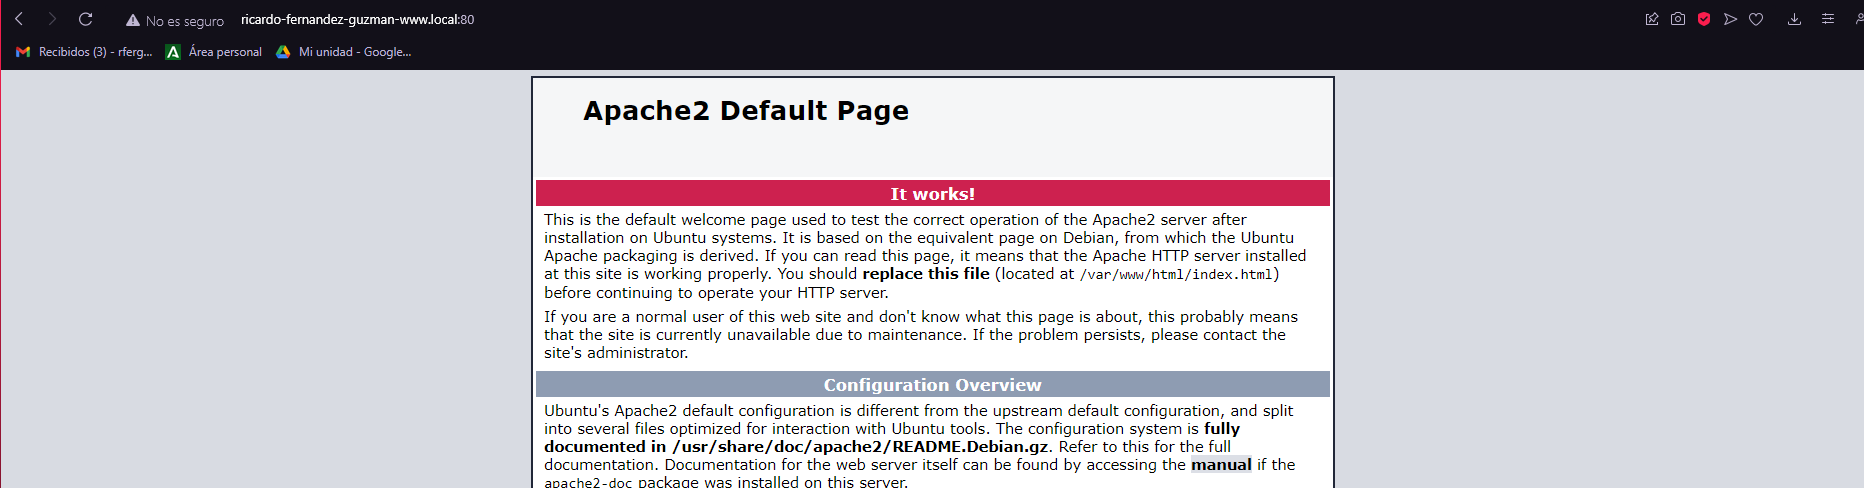 No es seguro ricardo-fernandez-guzman-www.local:80
Recibidos (3) - rferg... Área personal Mi unidad - Google...
Apache2 Default Page
It works!
This is the default welcome page used to test the correct operation of the Apache2 server after
installation on Ubuntu systems. It is based on the equivalent page on Debian, from which the Ubuntu
Apache packaging is derived. If you can read this page, it means that the Apache HTTP server installed
at this site is working properly. You should replace this file (located at /var/www/html/index.html)
before continuing to operate your HTTP server.
If you are a normal user of this web site and don't know what this page is about, this probably means
that the site is currently unavailable due to maintenance. If the problem persists, please contact the
site's administrator.
Configuration Overview
Ubuntu's Apache2 default configuration is different from the upstream default configuration, and split
into several files optimized for interaction with Ubuntu tools. The configuration system is fully
documented in /usr/share/doc/apache2/README.Debian.gz. Refer to this for the full
documentation. Documentation for the web server itself can be found by accessing the manual if the
apache2-doc package was installed on this server.